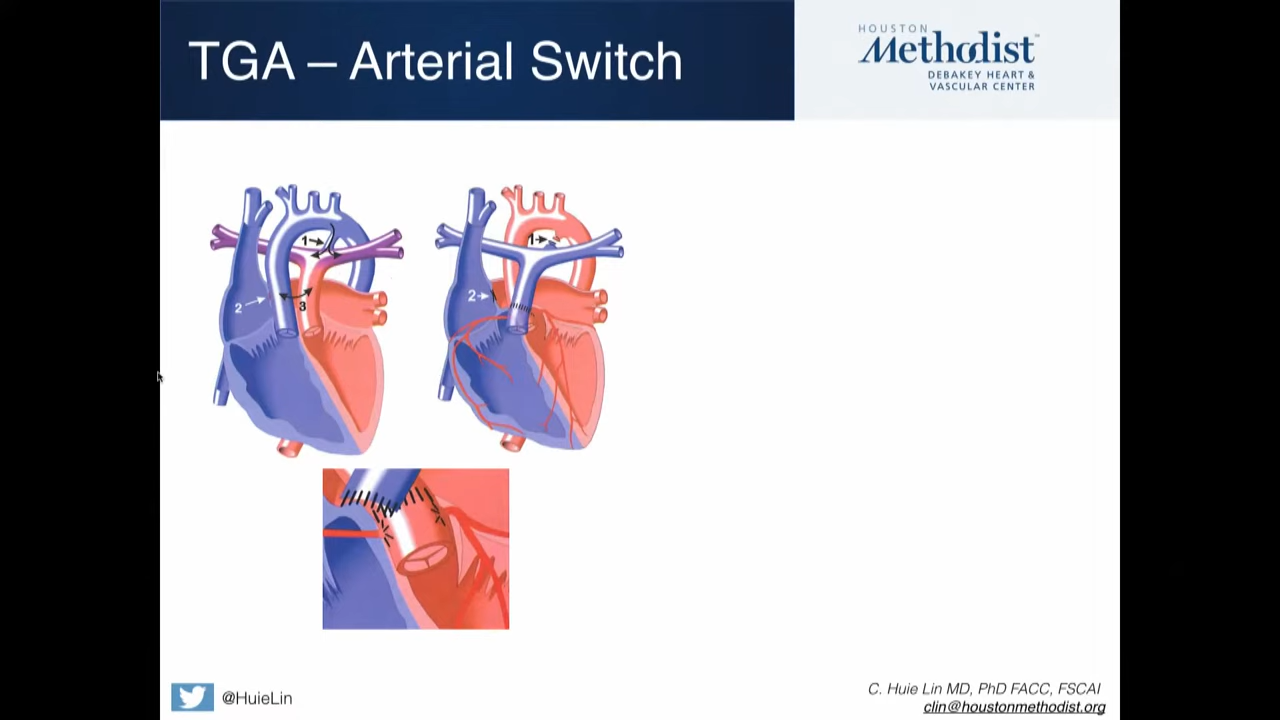 TGA – Arterial Switch
HOUSTON
Methodist
DEBAKEY HEART &
VASCULAR CENTER
1
2
3
1
2
@HuieLin
C. Huie Lin MD, PhD FACC, FSCAI
clin@houstonmethodist.org